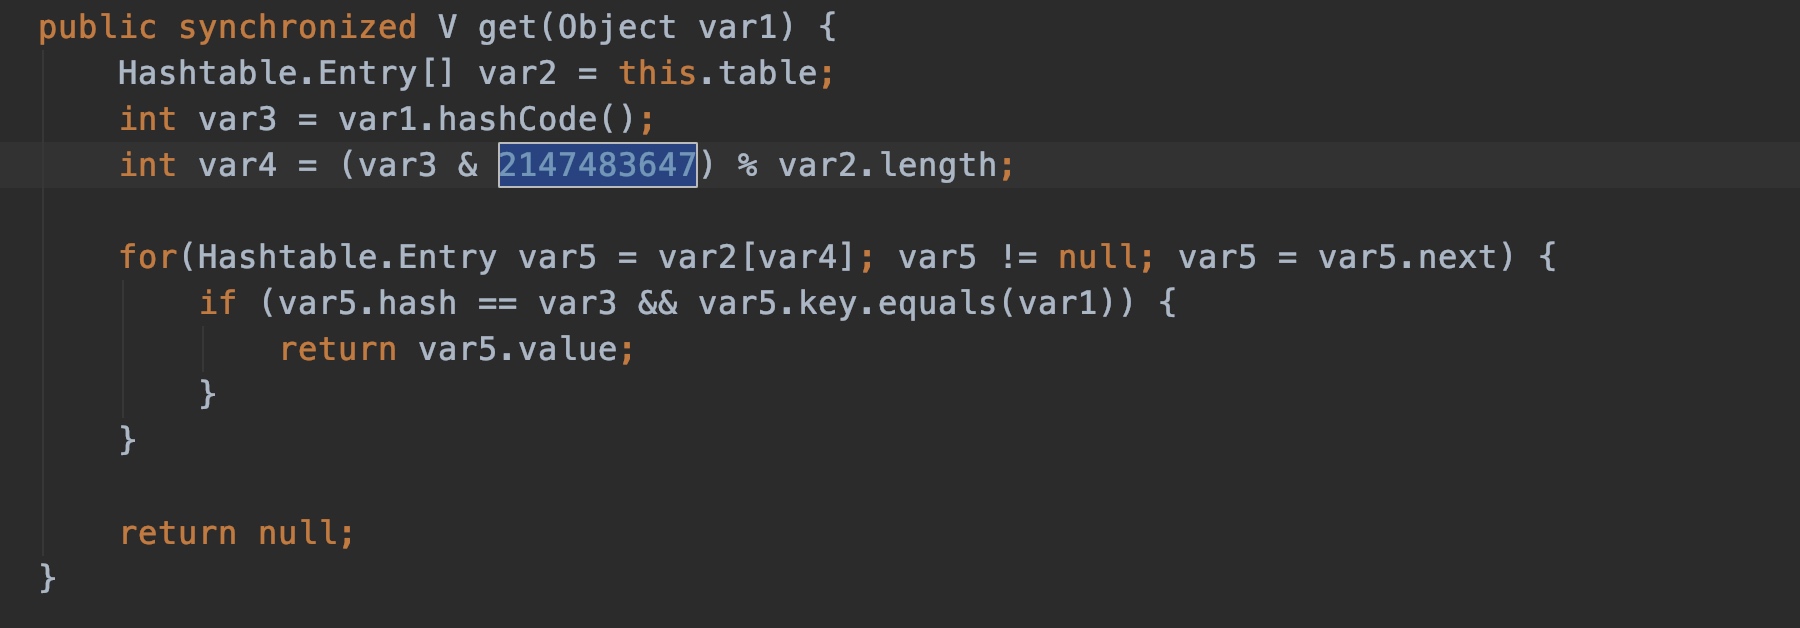 public synchronized V get(Object var1) {
Hashtable.Entry[] var2 = this.table;
int var3 = var1.hashCode();
int var4 = (var3 & 2147483647) % var2.length;
for(Hashtable.Entry var5 = var2[var4]; var5 != null; var5 = var5.next) {
if (var5.hash == var3 && var5.key.equals(var1)) {
return var5.value;
}
}
return null;
}